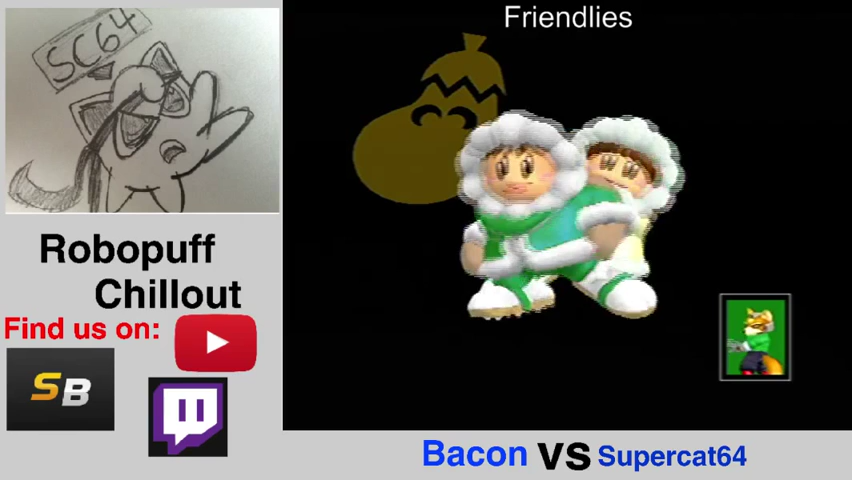 Friendlies
SC64
Robopuff
Chillout
Find us on:
SB
Bacon VS Supercat64